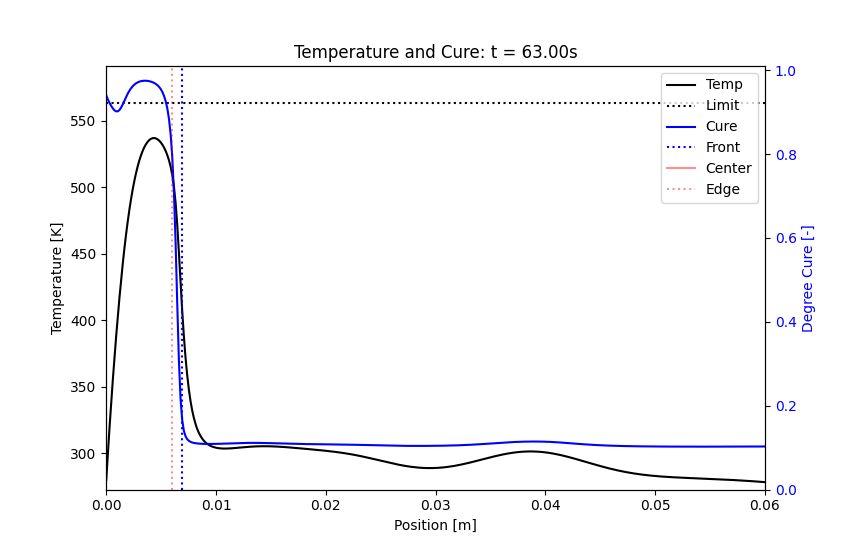 Temperature and Cure: t = 63.00s
Temperature [K]
550
500
450
400
350
300
0.00
0.01
0.02
0.03
0.04
0.05
0.06
Position [m]
1.0
0.8
0.6
0.4
0.2
0.0
Degree Cure [-]
Temp
Limit
Cure
Front
Center
Edge